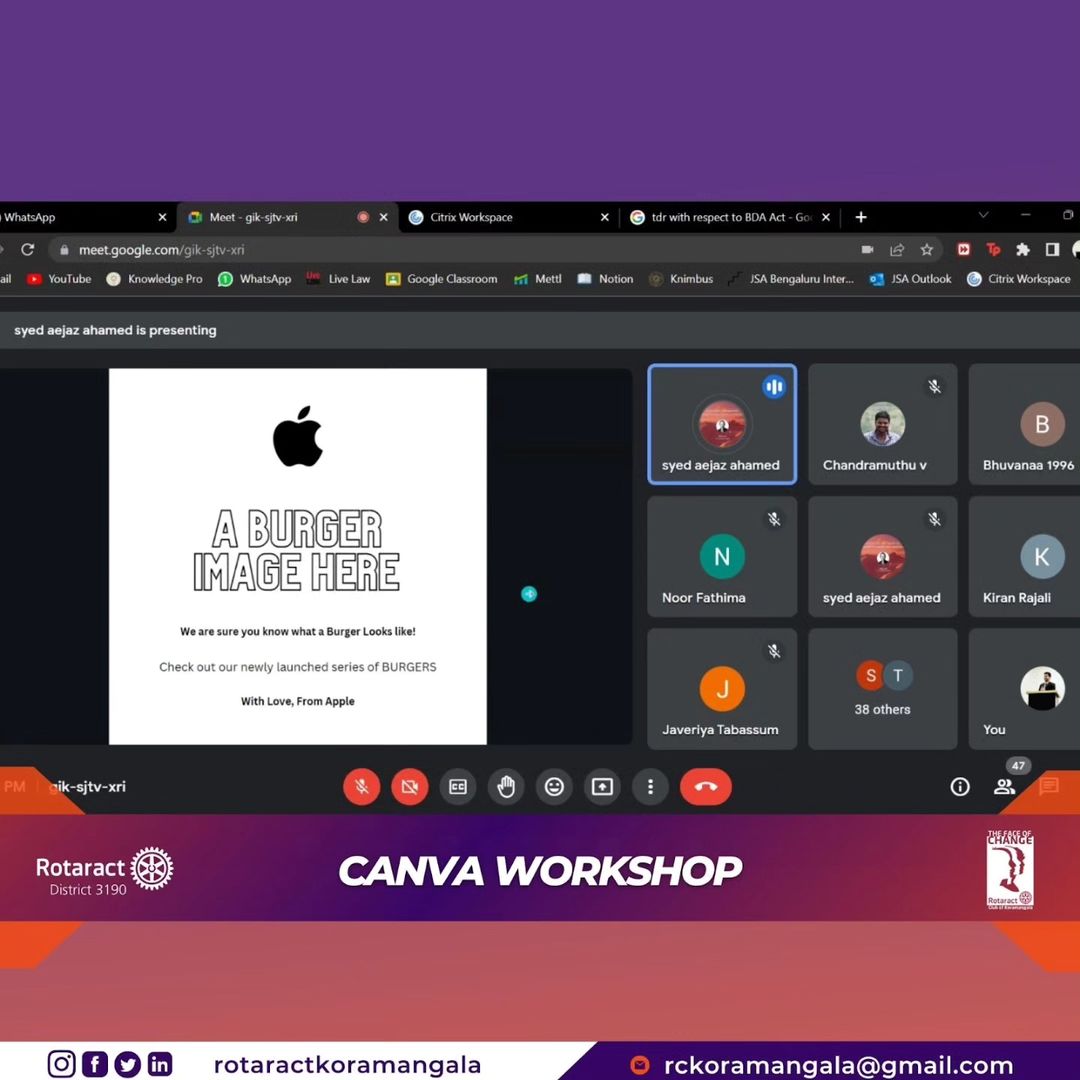 WhatsApp
Meet - gik-sjtv-xri
Citrix Workspace
tdr with respect to BDA Act - Goo
meet.google.com/gik-sjtv-xri
Tp
ail
YouTube
Knowledge Pro
WhatsApp
Live
Live Law
Google Classroom
Mettl
Notion
Knimbus
JSA Bengaluru Inter...
JSA Outlook
Citrix Workspace
syed aejaz ahamed is presenting
A BURGER
IMAGE HERE
We are sure you know what a Burger Looks like!
Check out our newly launched series of BURGERS
With Love, From Apple
syed aejaz ahamed
Chandramuthu v
B
Bhuvanaa 1996
N
Noor Fathima
syed aejaz ahamed
K
Kiran Rajali
J
Javeriya Tabassum
S T
38 others
You
PM
gik-sjtv-xri
CC
47
Rotaract
District 3190
CANVA WORKSHOP
THE FACE OF
CHANGE
Rotaract
Club of Koramangala
rotaractkoramangala
rckoramangala@gmail.com